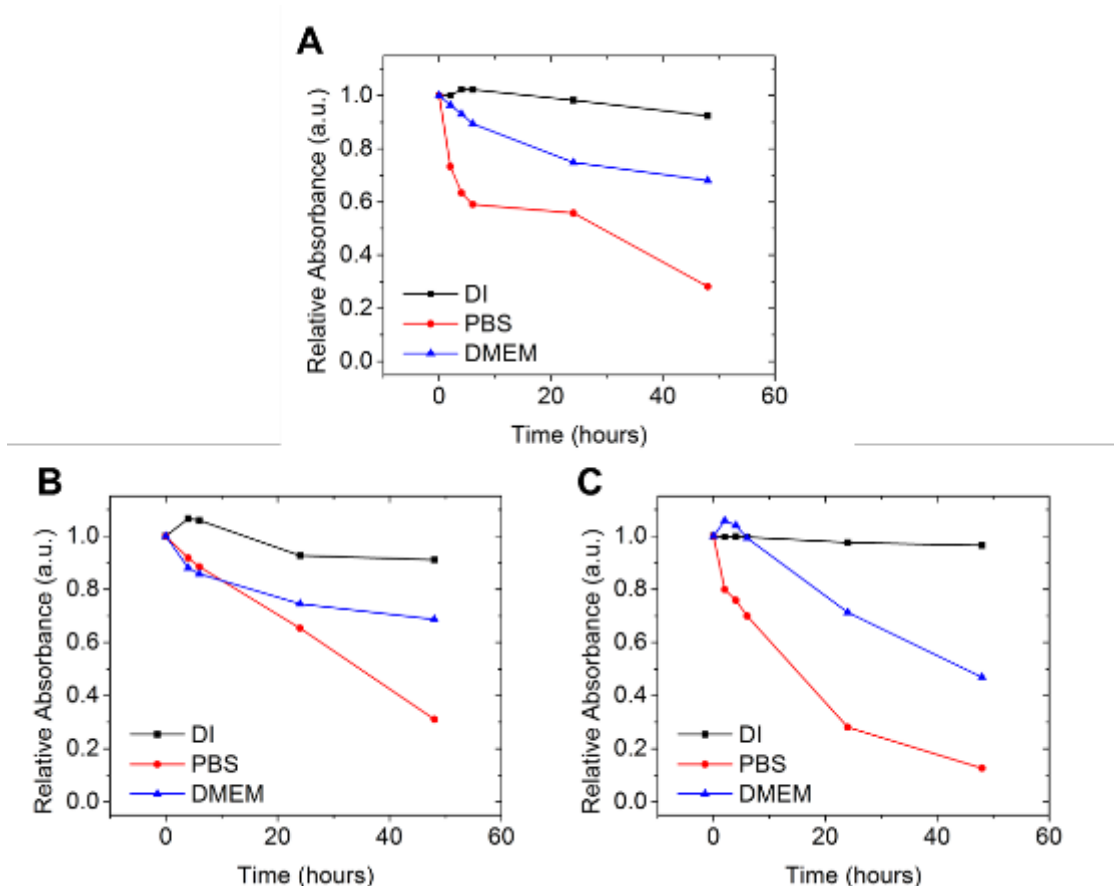 A
Relative Absorbance (a.u.)
1.0
0.8
0.6
0.4
0.2
0.0
DI
PBS
DMEM
0 20 40 60
Time (hours)
B
Relative Absorbance (a.u.)
1.0
0.8
0.6
0.4
0.2
0.0
DI
PBS
DMEM
0 20 40 60
Time (hours)
C
Relative Absorbance (a.u.)
1.0
0.8
0.6
0.4
0.2
0.0
DI
PBS
DMEM
0 20 40 60
Time (hours)